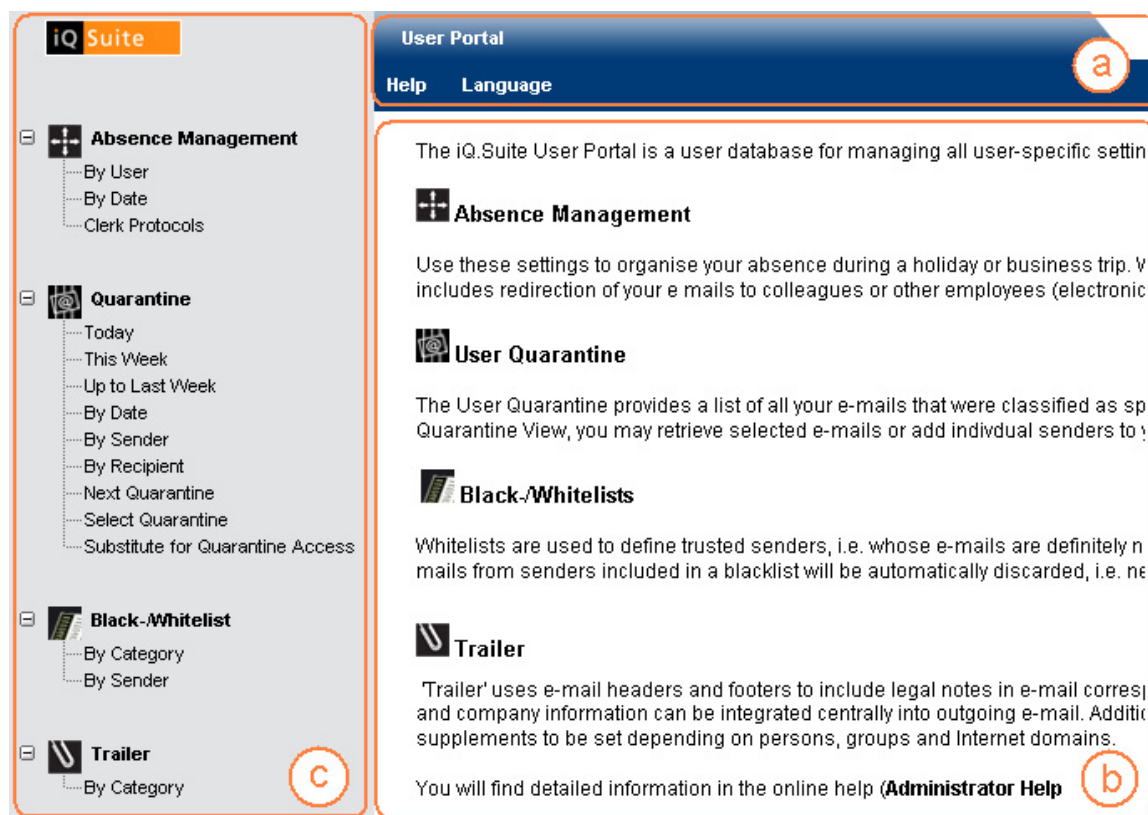 iQ Suite
Absence Management
By User
By Date
Clerk Protocols
Quarantine
Today
This Week
Up to Last Week
By Date
By Sender
By Recipient
Next Quarantine
Select Quarantine
Substitute for Quarantine Access
Black-/Whitelist
By Category
By Sender
Trailer
By Category
c
User Portal
Help Language
a
The iQ.Suite User Portal is a user database for managing all user-specific settin
Absence Management
Use these settings to organise your absence during a holiday or business trip.
includes redirection of your e mails to colleagues or other employees (electronic
User Quarantine
The User Quarantine provides a list of all your e-mails that were classified as sp
Quarantine View, you may retrieve selected e-mails or add indivdual senders to
Black-/Whitelists
Whitelists are used to define trusted senders, i.e. whose e-mails are definitely n
mails from senders included in a blacklist will be automatically discarded, i.e. ne
Trailer
'Trailer' uses e-mail headers and footers to include legal notes in e-mail corresp
and company information can be integrated centrally into outgoing e-mail. Additio
supplements to be set depending on persons, groups and Internet domains.
You will find detailed information in the online help (Administrator Help
b